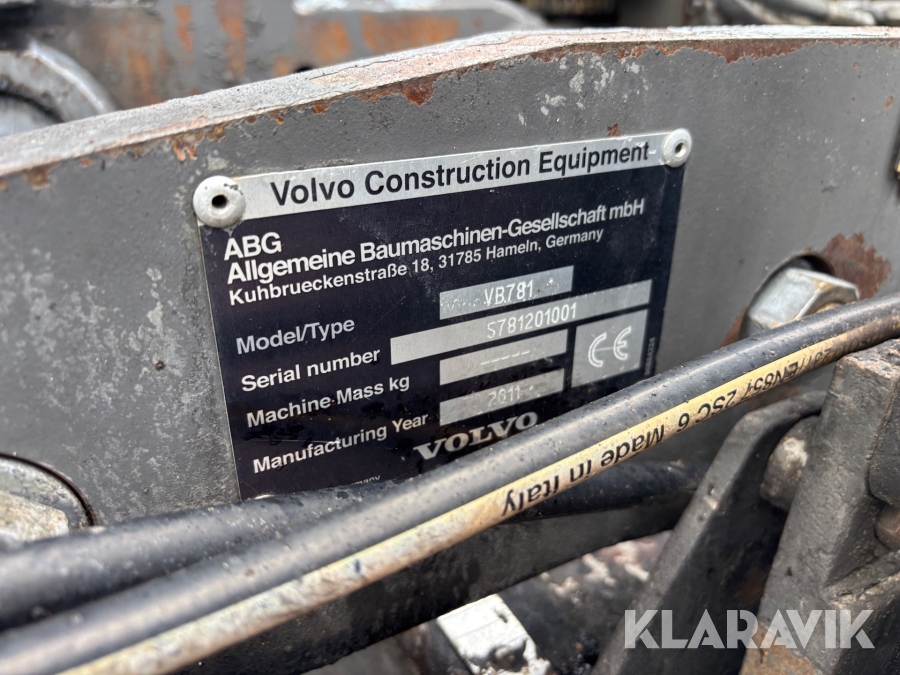 Volvo Construction Equipment
ABG
Allgemeine Baumaschinen-Gesellschaft mbH
Kuhbrueckenstraße 18, 31785 Hameln, Germany
Model/Type VB781
Serial number S781201001
Machine Mass kg -----
Manufacturing Year 2011
CE
VOLVO
EN857 2SC 6 Made in Italy
KLARAVIK